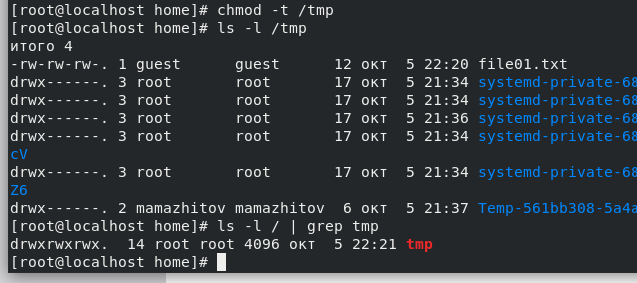 [root@localhost home]# chmod -t /tmp
[root@localhost home]# ls -l /tmp
итого 4
-rw-rw-rw-. 1 guest guest 12 окт 5 22:20 file01.txt
drwx------. 3 root root 17 окт 5 21:34 systemd-private-68
drwx------. 3 root root 17 окт 5 21:34 systemd-private-68
drwx------. 3 root root 17 окт 5 21:36 systemd-private-68
drwx------. 3 root root 17 окт 5 21:34 systemd-private-68
cV
drwx------. 3 root root 17 окт 5 21:34 systemd-private-68
Z6
drwx------. 2 mamazhitov mamazhitov 6 окт 5 21:37 Temp-561bb308-5a4a
[root@localhost home]# ls -l / | grep tmp
drwxrwxrwx. 14 root root 4096 окт 5 22:21 tmp
[root@localhost home]#